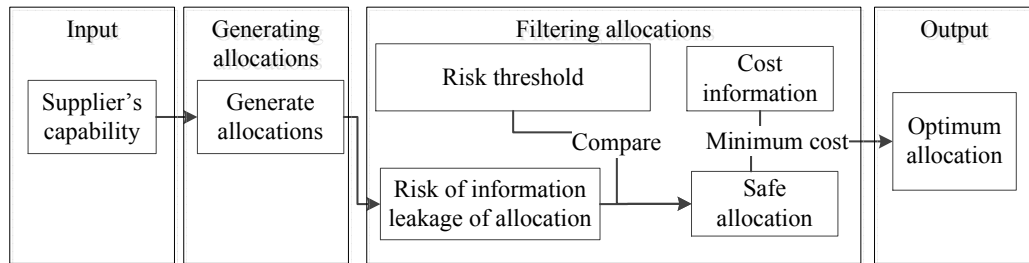 Input
Supplier’s
capability
Generating
allocations
Generate
allocations
Filtering allocations
Risk threshold
Cost
information
Compare
Minimum cost
Risk of information
leakage of allocation
Safe
allocation
Output
Optimum
allocation